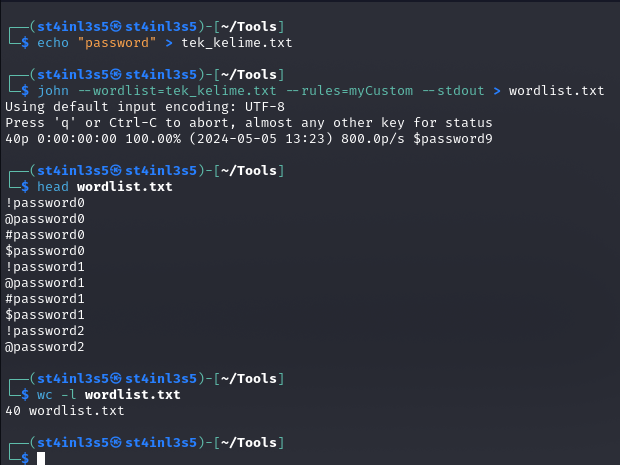 ┌──(st4inl3s5㉿st4inl3s5)-[~/Tools]
└─$ echo "password" > tek_kelime.txt
┌──(st4inl3s5㉿st4inl3s5)-[~/Tools]
└─$ john --wordlist=tek_kelime.txt --rules=myCustom --stdout > wordlist.txt
Using default input encoding: UTF-8
Press 'q' or Ctrl-C to abort, almost any other key for status
40p 0:00:00:00 100.00% (2024-05-05 13:23) 800.0p/s $password9
┌──(st4inl3s5㉿st4inl3s5)-[~/Tools]
└─$ head wordlist.txt
!password0
@password0
#password0
$password0
!password1
@password1
#password1
$password1
!password2
@password2
┌──(st4inl3s5㉿st4inl3s5)-[~/Tools]
└─$ wc -l wordlist.txt
40 wordlist.txt
┌──(st4inl3s5㉿st4inl3s5)-[~/Tools]
└─$